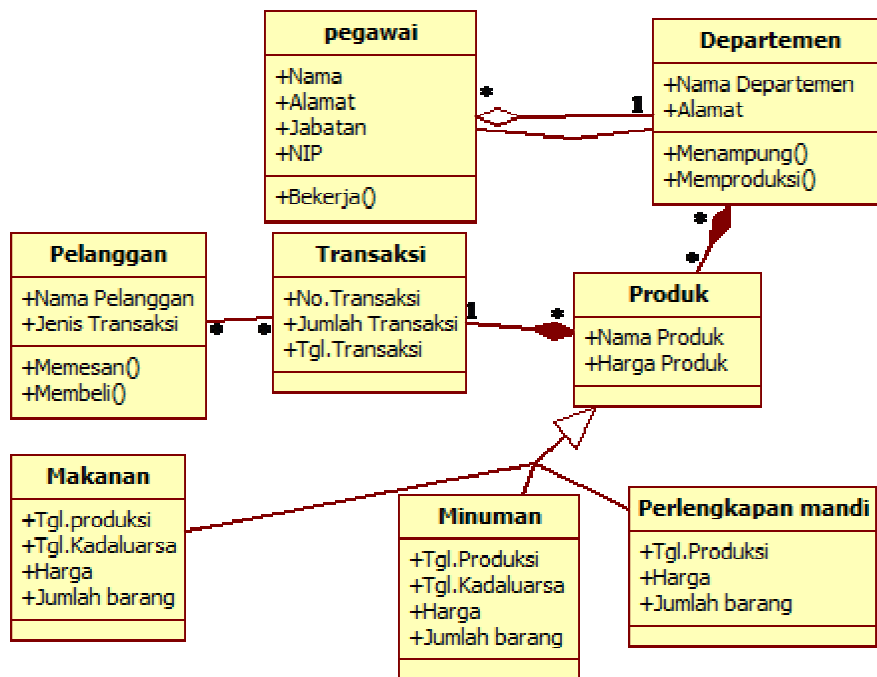 pegawai
+Nama
+Alamat
+Jabatan
+NIP
+Bekerja()
*
1
Departemen
+Nama Departemen
+Alamat
+Menampung()
+Memproduksi()
*
*
Pelanggan
+Nama Pelanggan
+Jenis Transaksi
+Memesan()
+Membeli()
*
*
Transaksi
+No.Transaksi
+Jumlah Transaksi
+Tgl.Transaksi
1
*
Produk
+Nama Produk
+Harga Produk
Makanan
+Tgl.produksi
+Tgl.Kadaluarsa
+Harga
+Jumlah barang
Minuman
+Tgl.Produksi
+Tgl.Kadaluarsa
+Harga
+Jumlah barang
Perlengkapan mandi
+Tgl.Produksi
+Harga
+Jumlah barang